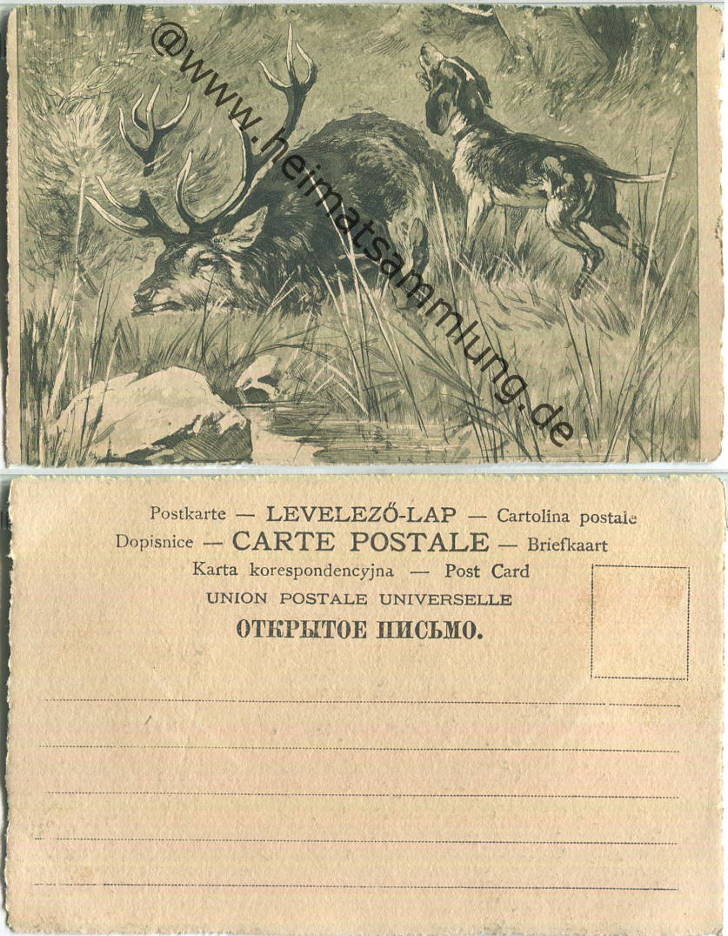 @www.heimatsammlung.de
Postkarte — LEVELEZŐ-LAP — Cartolina postale
Dopisnice — CARTE POSTALE — Briefkaart
Karta korespondencyjna — Post Card
UNION POSTALE UNIVERSELLE
ОТКРЫТОЕ ПИСЬМО.